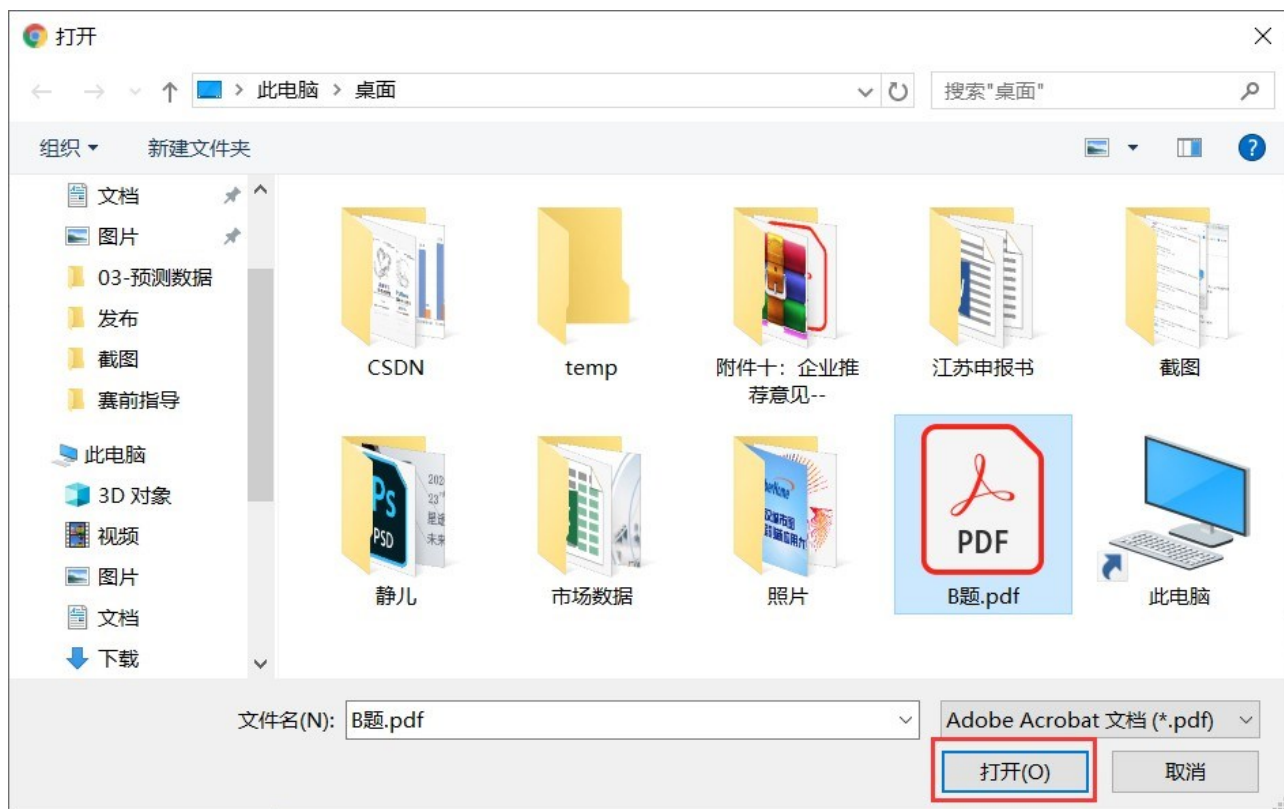 打开
此电脑 > 桌面
搜索"桌面"
组织
新建文件夹
文档
图片
03-预测数据
发布
截图
赛前指导
此电脑
3D 对象
视频
图片
文档
下载
CSDN
temp
附件十：企业推
荐意见--
江苏申报书
截图
Ps
PSD
静儿
市场数据
照片
PDF
B题.pdf
此电脑
文件名(N):
B题.pdf
Adobe Acrobat 文档 (*.pdf)
打开(O)
取消